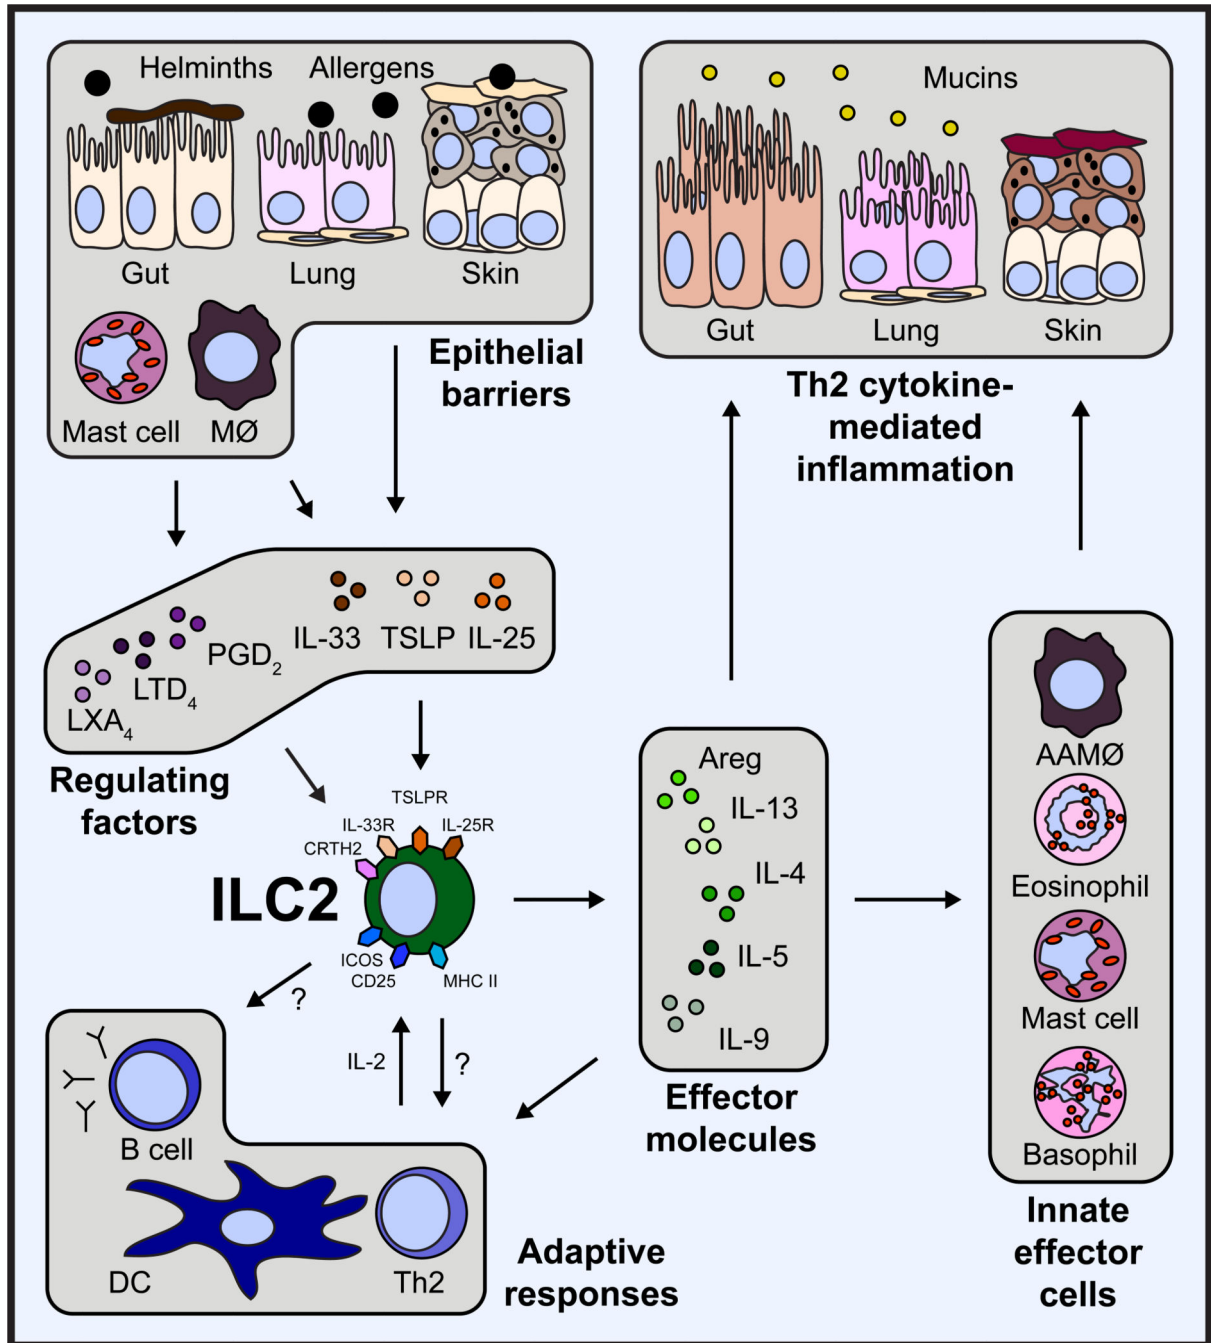 Helminths Allergens
Gut Lung Skin
Mast cell MØ
Epithelial
barriers
Mucins
Gut Lung Skin
Th2 cytokine-
mediated
inflammation
IL-33 TSLP IL-25
PGD2
LTD4
LXA4
Regulating
factors
TSLPR
IL-33R IL-25R
CRTH2
ILC2
ICOS
CD25 MHC II
?
IL-2 ?
Areg
IL-13
IL-4
IL-5
IL-9
Effector
molecules
AAMØ
Eosinophil
Mast cell
Basophil
Innate
effector
cells
B cell
DC Th2
Adaptive
responses